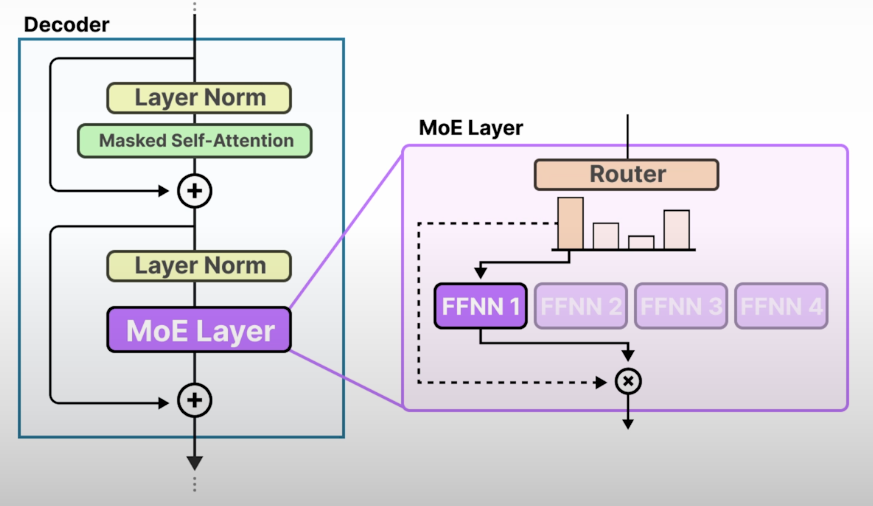 Decoder
Layer Norm
Masked Self-Attention
+
Layer Norm
MoE Layer
+
MoE Layer
Router
FFNN 1
FFNN 2
FFNN 3
FFNN 4
×